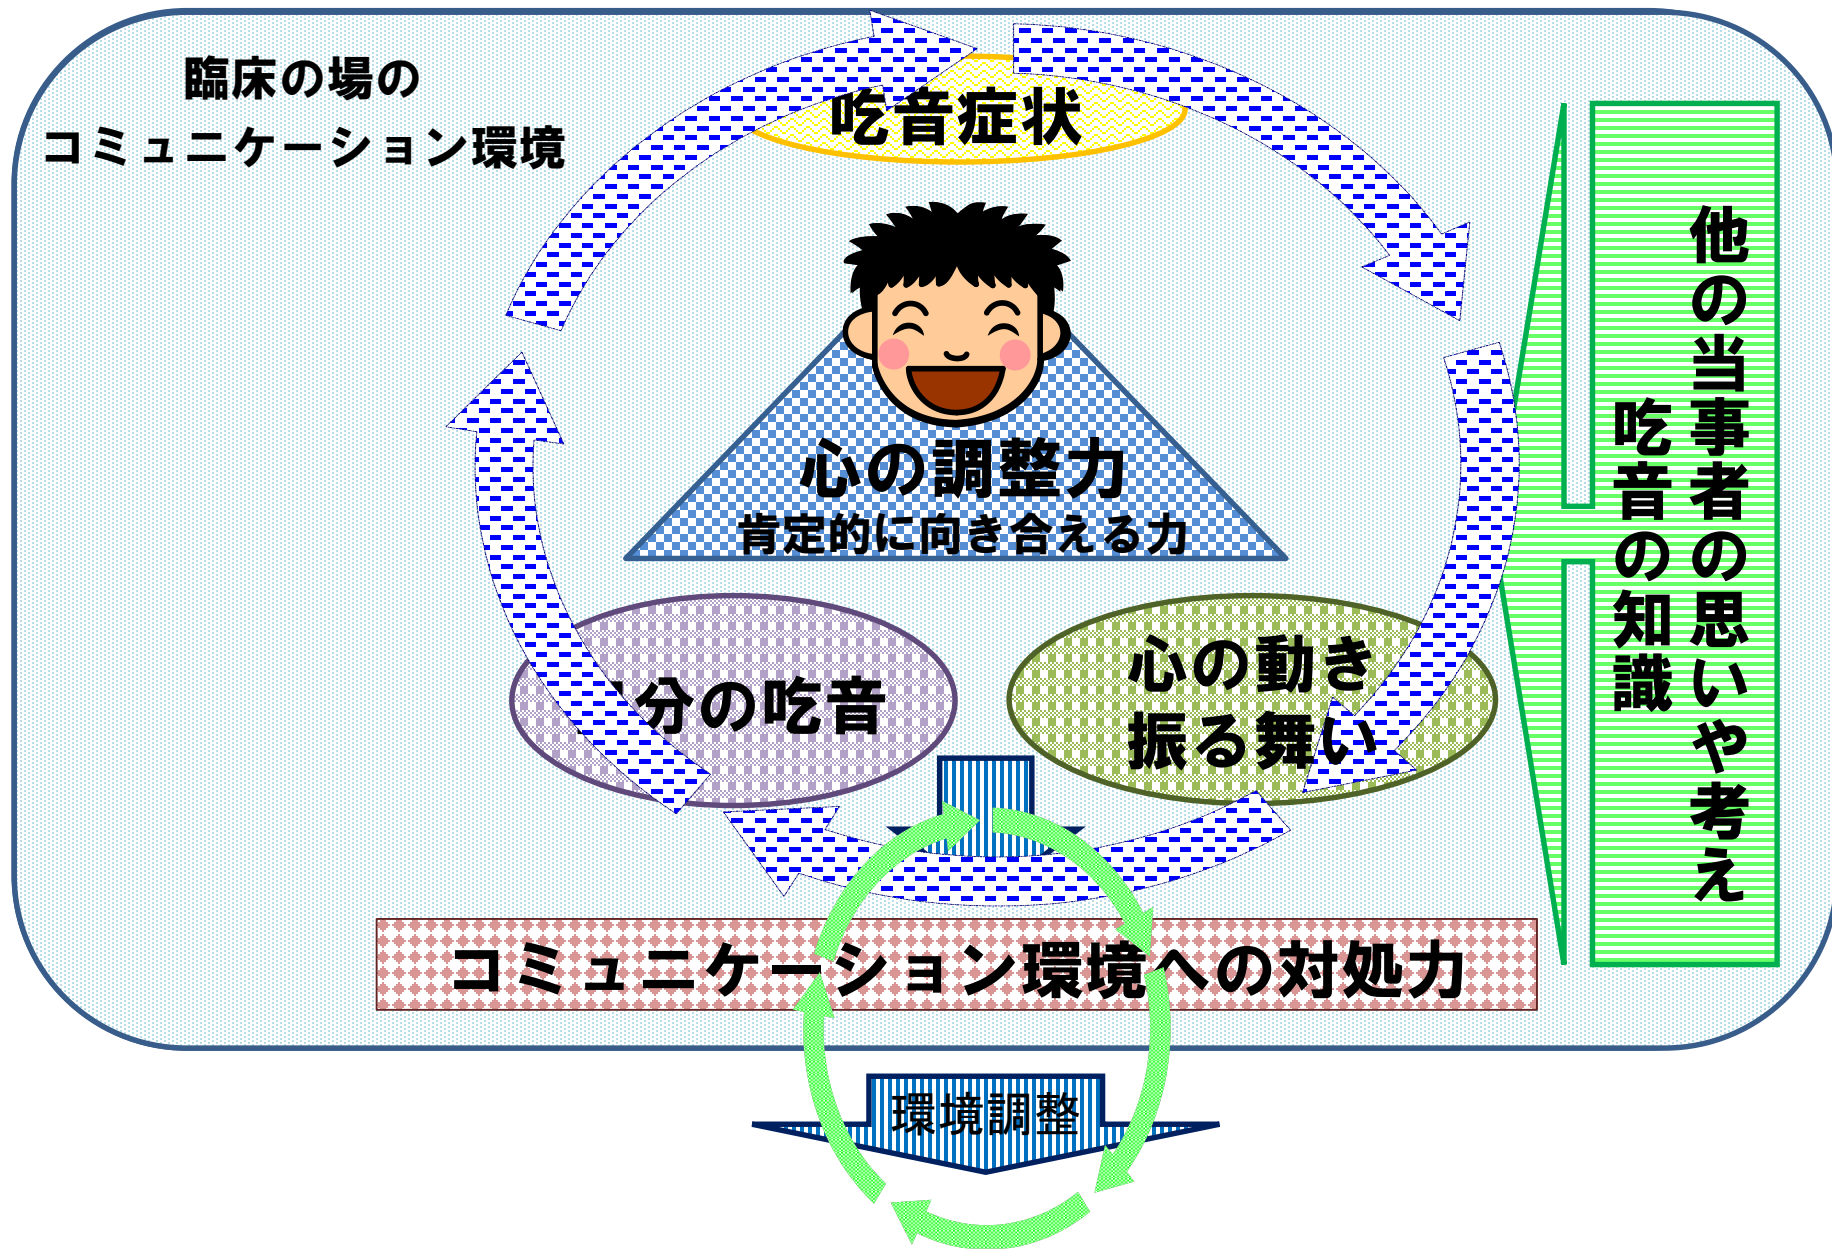 臨床の場の
コミュニケーション環境
吃音症状
心の調整力
肯定的に向き合える力
分の吃音
心の動き
振る舞い
他の当事者の思いや考え
吃音の知識
コミュニケーション環境への対処力
環境調整